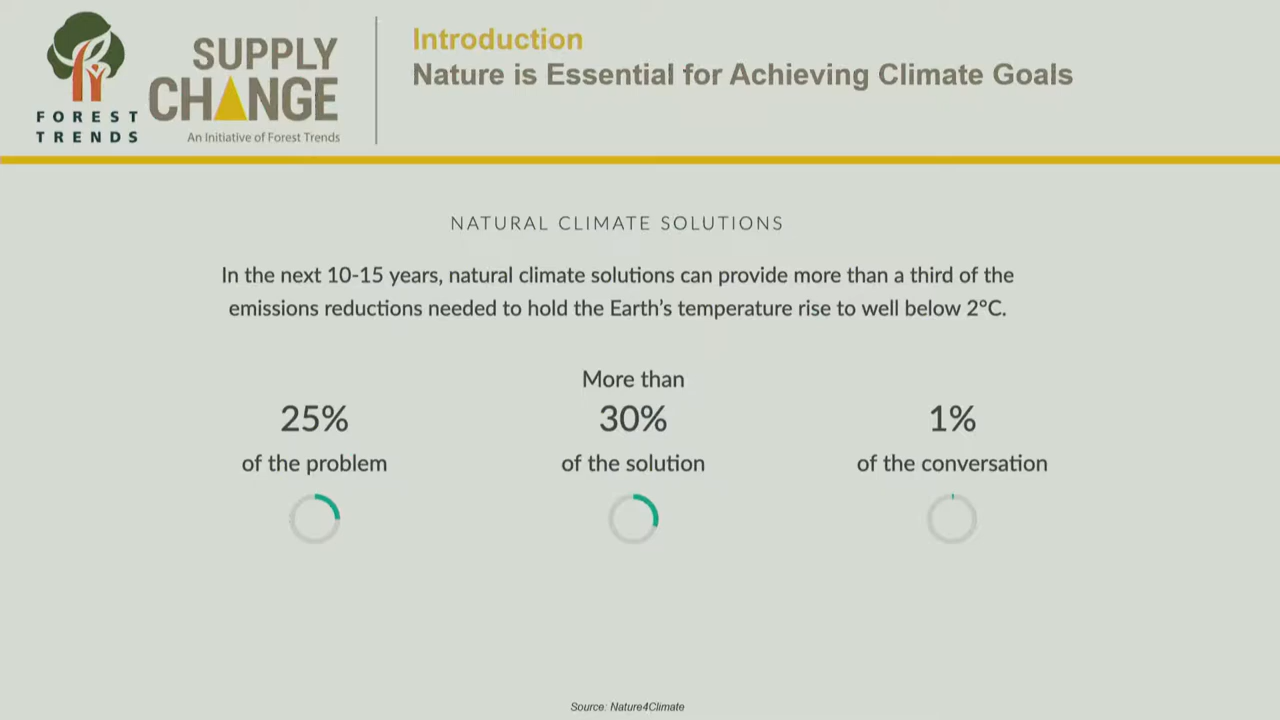 FOREST
TRENDS
SUPPLY
CHANGE
An Initiative of Forest Trends
Introduction
Nature is Essential for Achieving Climate Goals
NATURAL CLIMATE SOLUTIONS
In the next 10-15 years, natural climate solutions can provide more than a third of the
emissions reductions needed to hold the Earth's temperature rise to well below 2°C.
25%
of the problem
More than
30%
of the solution
1%
of the conversation
Source: Nature4Climate